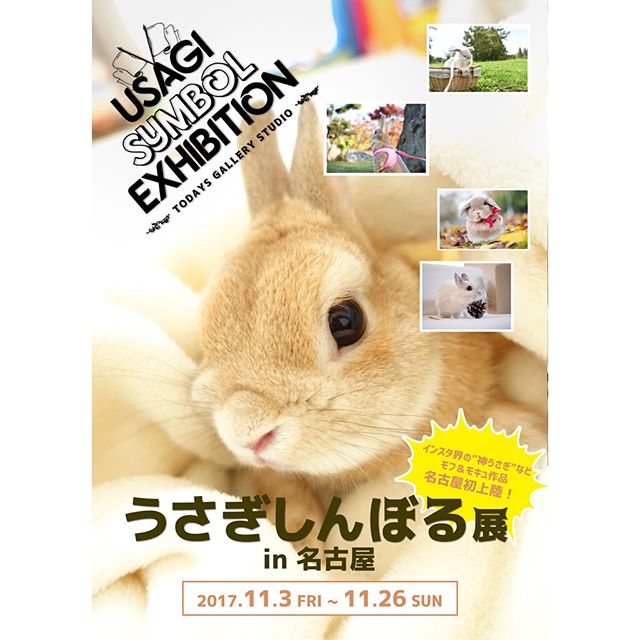 USAGI
SYMBOL
EXHIBITION
TODAYS GALLERY STUDIO
インスタ界の"神うさぎ"など
モフ&モキュ作品
名古屋初上陸!
うさぎしんぼる展
in 名古屋
2017.11.3 FRI ~ 11.26 SUN